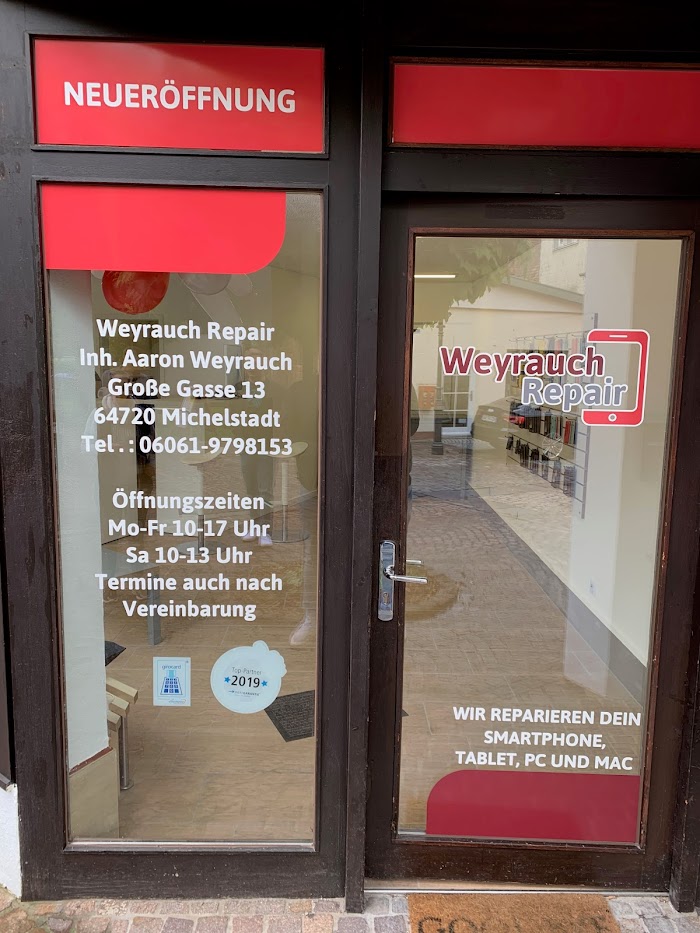 NEUERÖFFNUNG
Weyrauch Repair
Inh. Aaron Weyrauch
Große Gasse 13
64720 Michelstadt
Tel . : 06061-9798153
Öffnungszeiten
Mo-Fr 10-17 Uhr
Sa 10-13 Uhr
Termine auch nach
Vereinbarung
Top-Partner
2019
Weyrauch
Repair
WIR REPARIEREN DEIN
SMARTPHONE,
TABLET, PC UND MAC